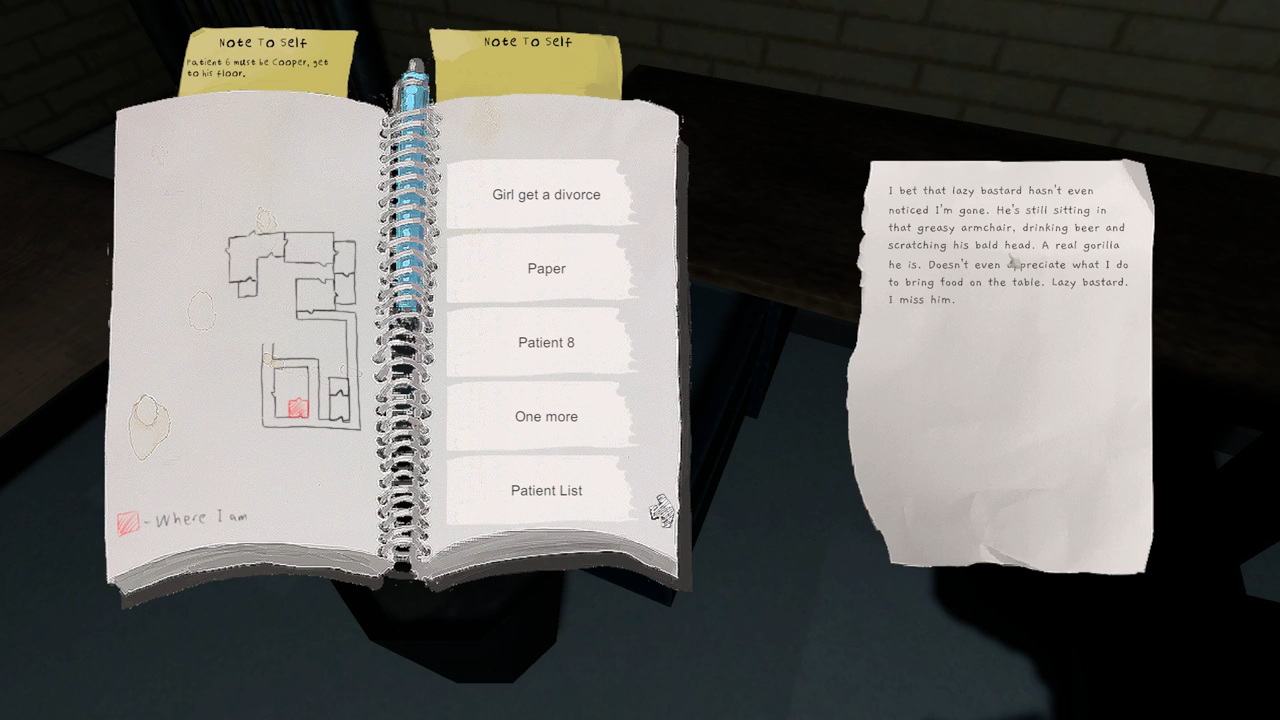 Note To Self
Patient 6 must be Cooper, get
to his floor.
Note To Self
Girl get a divorce
Paper
Patient 8
One more
Patient List
- Where I am
I bet that lazy bastard hasn't even
noticed I'm gone. He's still sitting in
that greasy armchair, drinking beer and
scratching his bald head. A real gorilla
he is. Doesn't even appreciate what I do
to bring food on the table. Lazy bastard.
I miss him.